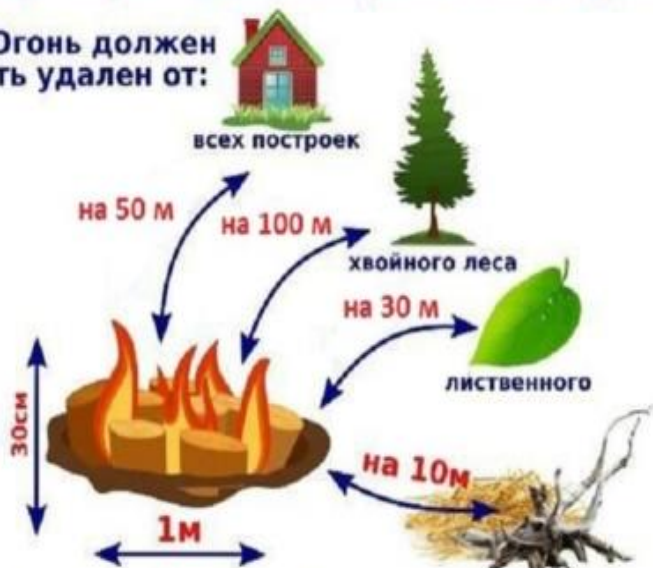 Огонь должен
ть удален от:
всех построек
на 50 м
на 100 м
хвойного леса
на 30 м
лиственного
30см
на 10м
1м